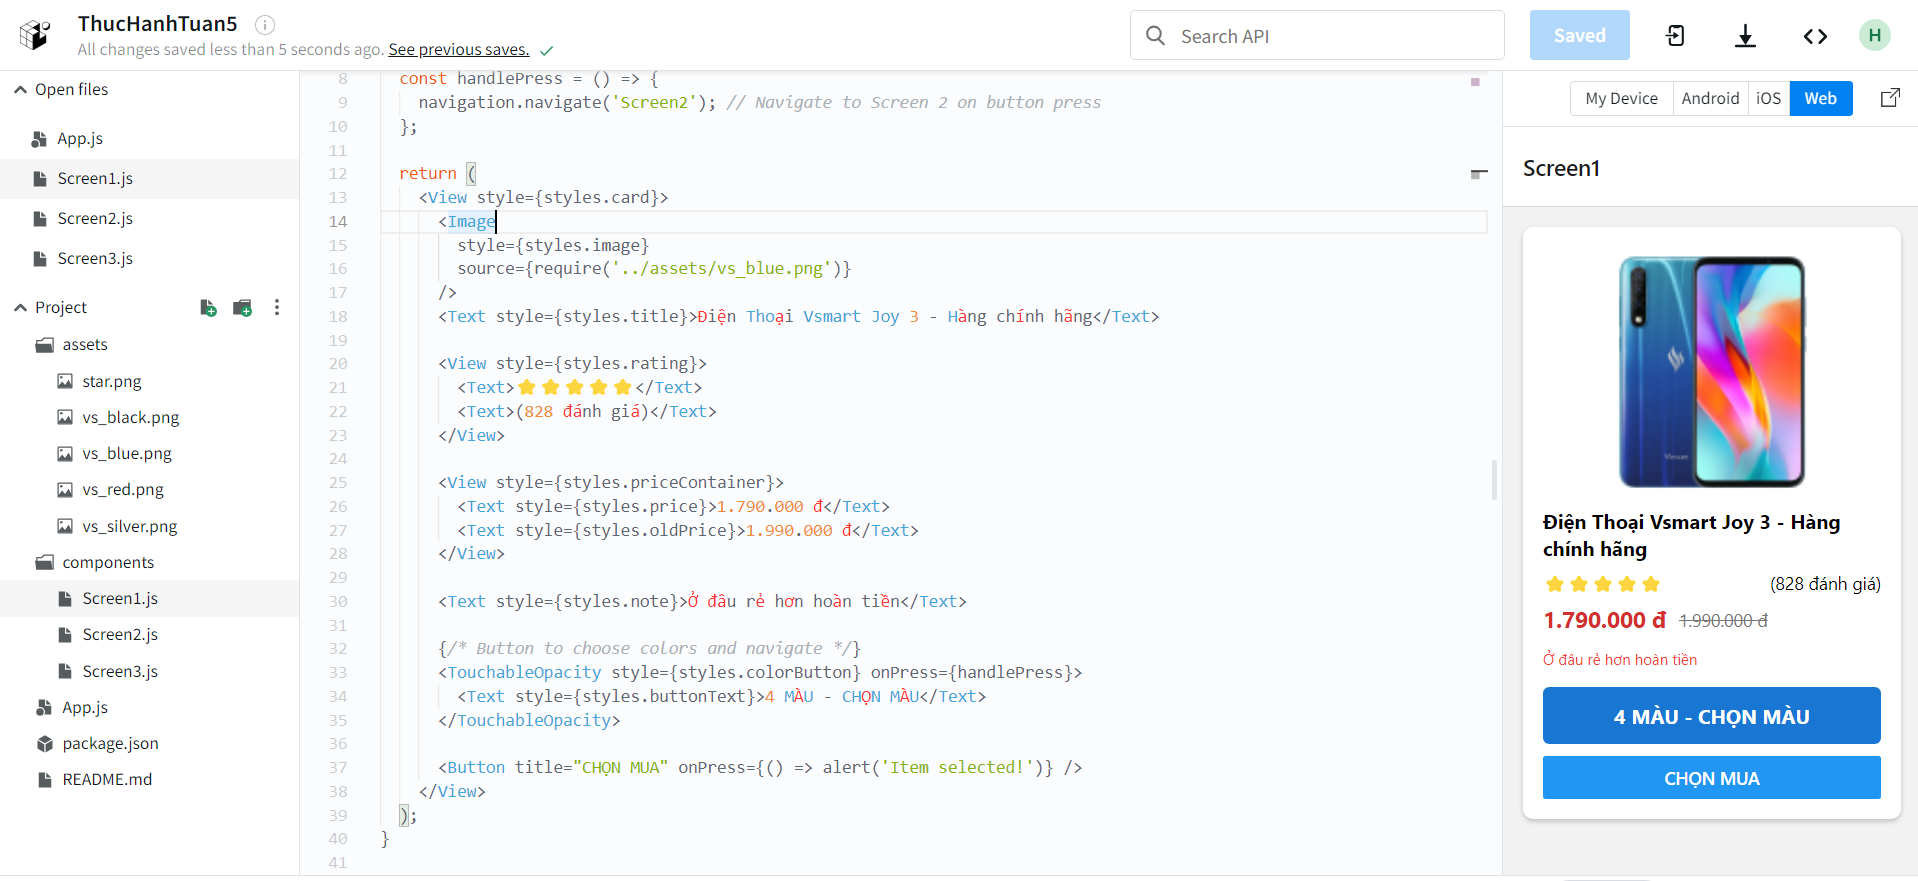 ThucHanhTuan5
All changes saved less than 5 seconds ago. See previous saves.
Search API
Saved
H
Open files
App.js
Screen1.js
Screen2.js
Screen3.js
Project
assets
star.png
vs_black.png
vs_blue.png
vs_red.png
vs_silver.png
components
Screen1.js
Screen2.js
Screen3.js
App.js
package.json
README.md
8 const handlePress = () => {
9 navigation.navigate('Screen2'); // Navigate to Screen 2 on button press
10 };
11
12 return (
13 <View style={styles.card}>
14 <Image
15 style={styles.image}
16 source={require('../assets/vs_blue.png')}
17 />
18 <Text style={styles.title}>Điện Thoại Vsmart Joy 3 - Hàng chính hãng</Text>
19
20 <View style={styles.rating}>
21 <Text>⭐⭐⭐⭐⭐</Text>
22 <Text>(828 đánh giá)</Text>
23 </View>
24
25 <View style={styles.priceContainer}>
26 <Text style={styles.price}>1.790.000 đ</Text>
27 <Text style={styles.oldPrice}>1.990.000 đ</Text>
28 </View>
29
30 <Text style={styles.note}>Ở đâu rẻ hơn hoàn tiền</Text>
31
32 {/* Button to choose colors and navigate */}
33 <TouchableOpacity style={styles.colorButton} onPress={handlePress}>
34 <Text style={styles.buttonText}>4 MÀU - CHỌN MÀU</Text>
35 </TouchableOpacity>
36
37 <Button title="CHỌN MUA" onPress={() => alert('Item selected!')} />
38 </View>
39 );
40 }
41
My Device Android iOS Web
Screen1
Điện Thoại Vsmart Joy 3 - Hàng
chính hãng
⭐⭐⭐⭐⭐ (828 đánh giá)
1.790.000 đ 1.990.000 đ
Ở đâu rẻ hơn hoàn tiền
4 MÀU - CHỌN MÀU
CHỌN MUA